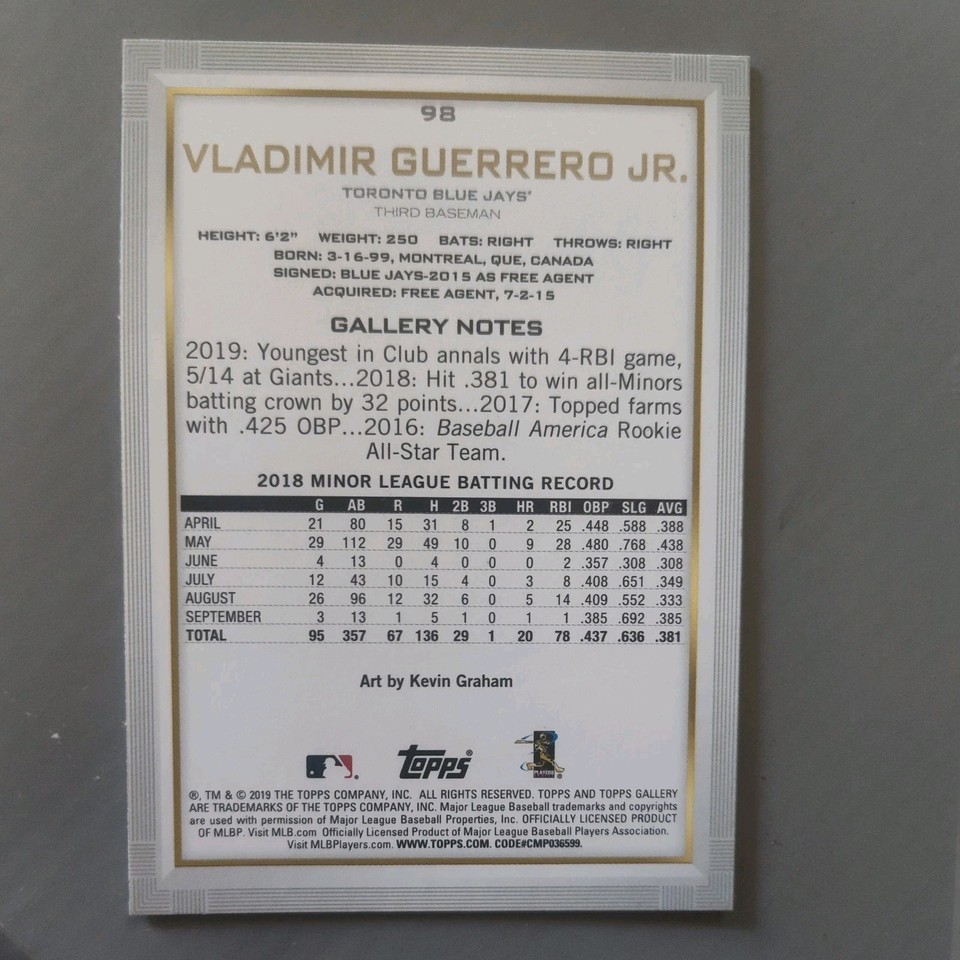 98
VLADIMIR GUERRERO JR.
TORONTO BLUE JAYS®
THIRD BASEMAN
HEIGHT: 6'2" WEIGHT: 250 BATS: RIGHT THROWS: RIGHT
BORN: 3-16-99, MONTREAL, QUE, CANADA
SIGNED: BLUE JAYS-2015 AS FREE AGENT
ACQUIRED: FREE AGENT, 7-2-15
GALLERY NOTES
2019: Youngest in Club annals with 4-RBI game,
5/14 at Giants...2018: Hit .381 to win all-Minors
batting crown by 32 points...2017: Topped farms
with .425 OBP...2016: Baseball America Rookie
All-Star Team.
2018 MINOR LEAGUE BATTING RECORD
G AB R H 2B 3B HR RBI OBP SLG AVG
APRIL 21 80 15 31 8 1 2 25 .448 .588 .388
MAY 29 112 29 49 10 0 9 28 .480 .768 .438
JUNE 4 13 0 4 0 0 0 2 .357 .308 .308
JULY 12 43 10 15 4 0 3 8 .408 .651 .349
AUGUST 26 96 12 32 6 0 5 14 .409 .552 .333
SEPTEMBER 3 13 1 5 1 0 1 1 .385 .692 .385
TOTAL 95 357 67 136 29 1 20 78 .437 .636 .381
Art by Kevin Graham
Topps®
PLAYERS
®, TM & © 2019 THE TOPPS COMPANY, INC. ALL RIGHTS RESERVED. TOPPS AND TOPPS GALLERY
ARE TRADEMARKS OF THE TOPPS COMPANY, INC. Major League Baseball trademarks and copyrights
are used with permission of Major League Baseball Properties, Inc. OFFICIALLY LICENSED PRODUCT
OF MLBP. Visit MLB.com Officially Licensed Product of Major League Baseball Players Association.
Visit MLBPlayers.com. WWW.TOPPS.COM. CODE#CMP036599.